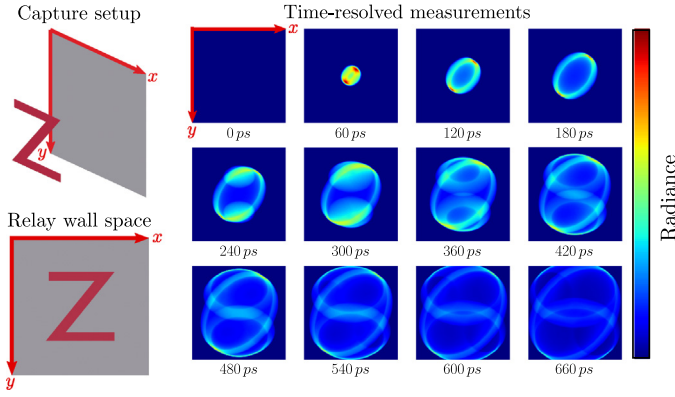 Capture setup
x
y
Relay wall space
x
y
Time-resolved measurements
x
y
0 ps
60 ps
120 ps
180 ps
240 ps
300 ps
360 ps
420 ps
480 ps
540 ps
600 ps
660 ps
Radiance